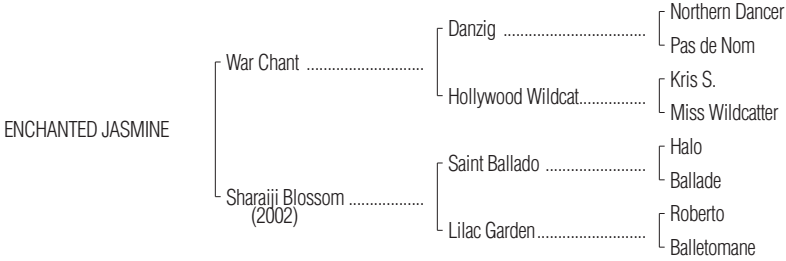 Northern Dancer
Danzig ..................................
Pas de Nom
War Chant ............................
Kris S.
Hollywood Wildcat................
Miss Wildcatter
ENCHANTED JASMINE
Halo
Saint Ballado ........................
Ballade
Sharaiji Blossom ..................
(2002)
Roberto
Lilac Garden..........................
Balletomane